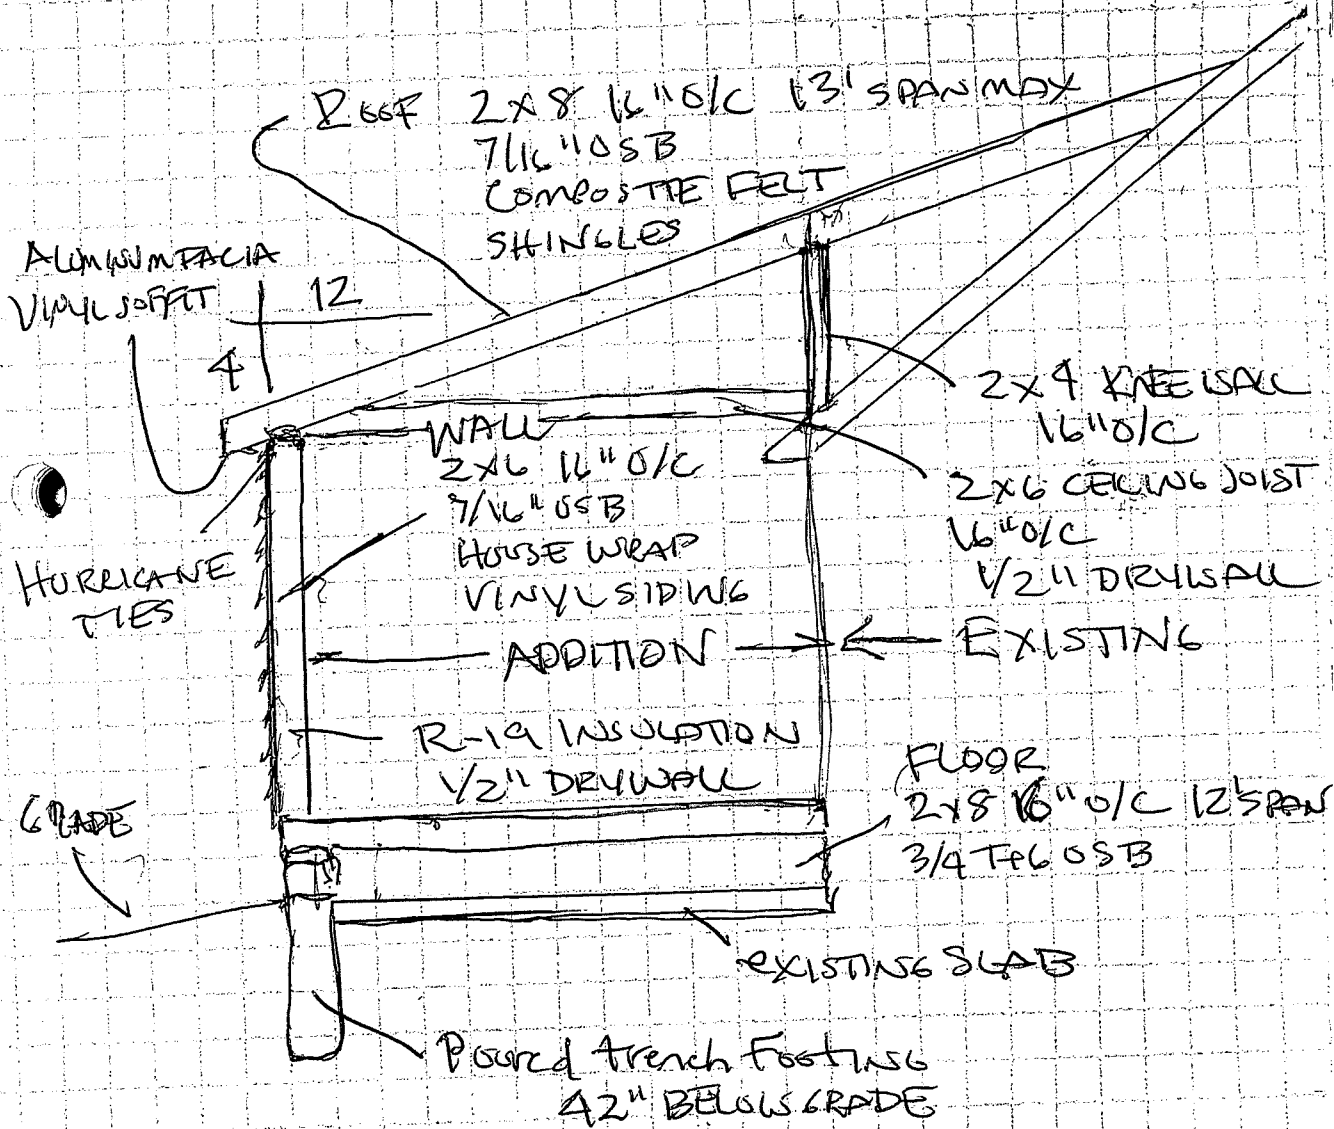 ROOF 2X8 16" O/C 13' SPAN MAX
7/16" OSB
COMPOSITE FELT
SHINGLES
ALUMINUM FACIA
VINYL SOFFIT
12
4
2X4 KNEE WALL
16" O/C
WALL
2X6 16" O/C
7/16" OSB
HOUSE WRAP
VINYL SIDING
2X6 CEILING JOIST
16" O/C
1/2" DRYWALL
HURRICANE
TIES
ADDITION
EXISTING
R-19 INSULATION
1/2" DRYWALL
FLOOR
2X8 16" O/C 12' SPAN
3/4 T+G OSB
GRADE
EXISTING SLAB
Poured trench FOOTING
42" BELOW GRADE